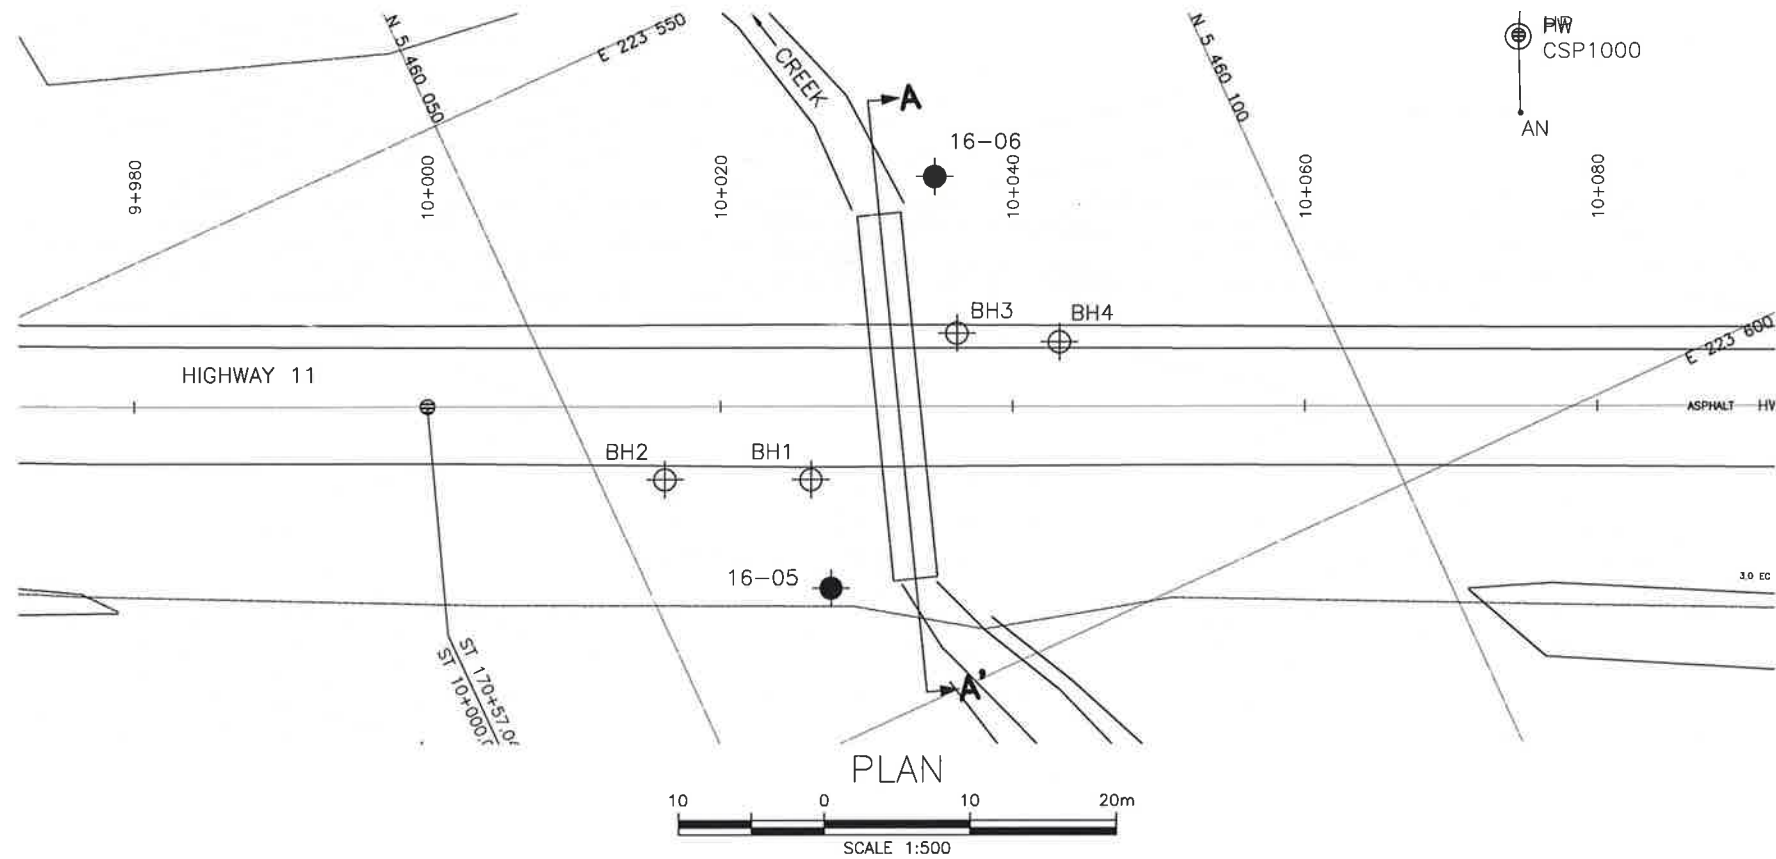 N 5 460 050
E 223 550
CREEK
A
N 5 460 100
CSP1000
AN
16-06
9+980
10+000
10+020
10+040
10+060
10+080
BH3
BH4
E 223 600
HIGHWAY 11
ASPHALT
BH2
BH1
16-05
3.0 EC
ST 170+57.0
ST 10+000.
A'
PLAN
10 0 10 20m
SCALE 1:500